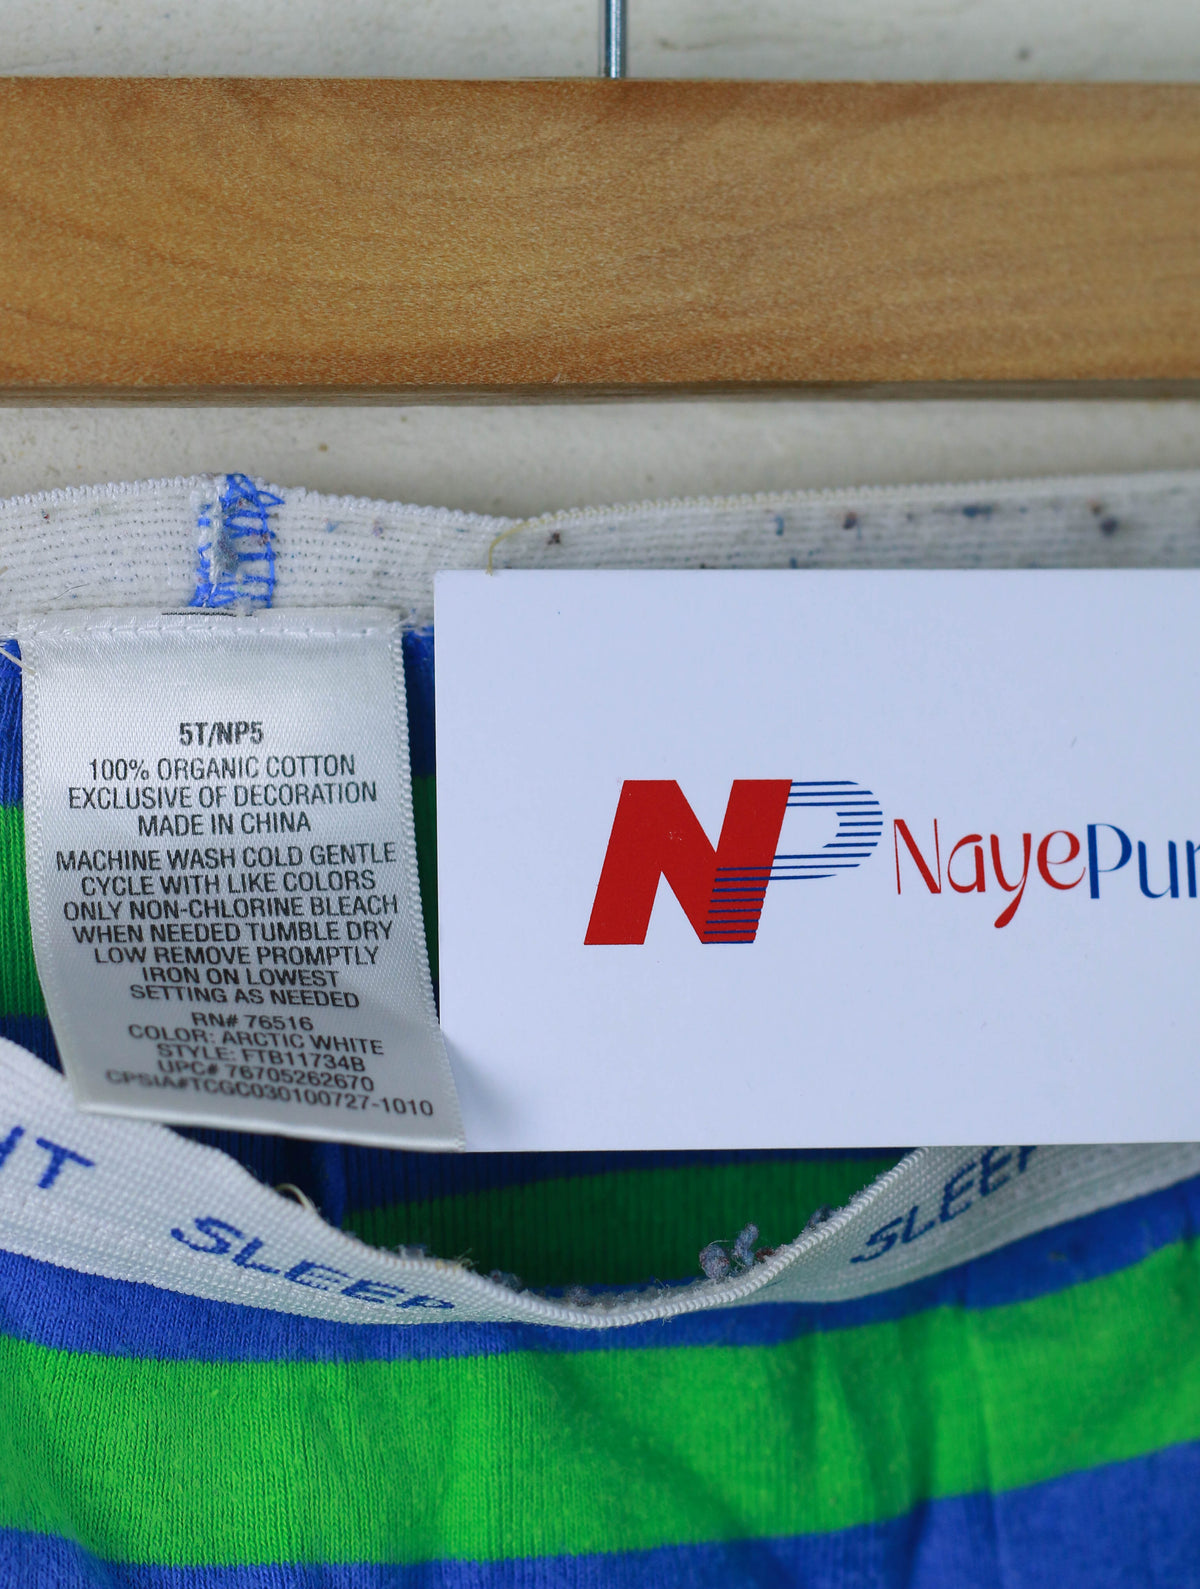 5T/NP5
100% ORGANIC COTTON
EXCLUSIVE OF DECORATION
MADE IN CHINA
MACHINE WASH COLD GENTLE
CYCLE WITH LIKE COLORS
ONLY NON-CHLORINE BLEACH
WHEN NEEDED TUMBLE DRY
LOW REMOVE PROMPTLY
IRON ON LOWEST
SETTING AS NEEDED
RN# 76516
COLOR: ARCTIC WHITE
STYLE: FTB11734B
UPC# 76705262670
CPSIA#TCGC030100727-1010
NP NayePur
SLEEP SLEEP